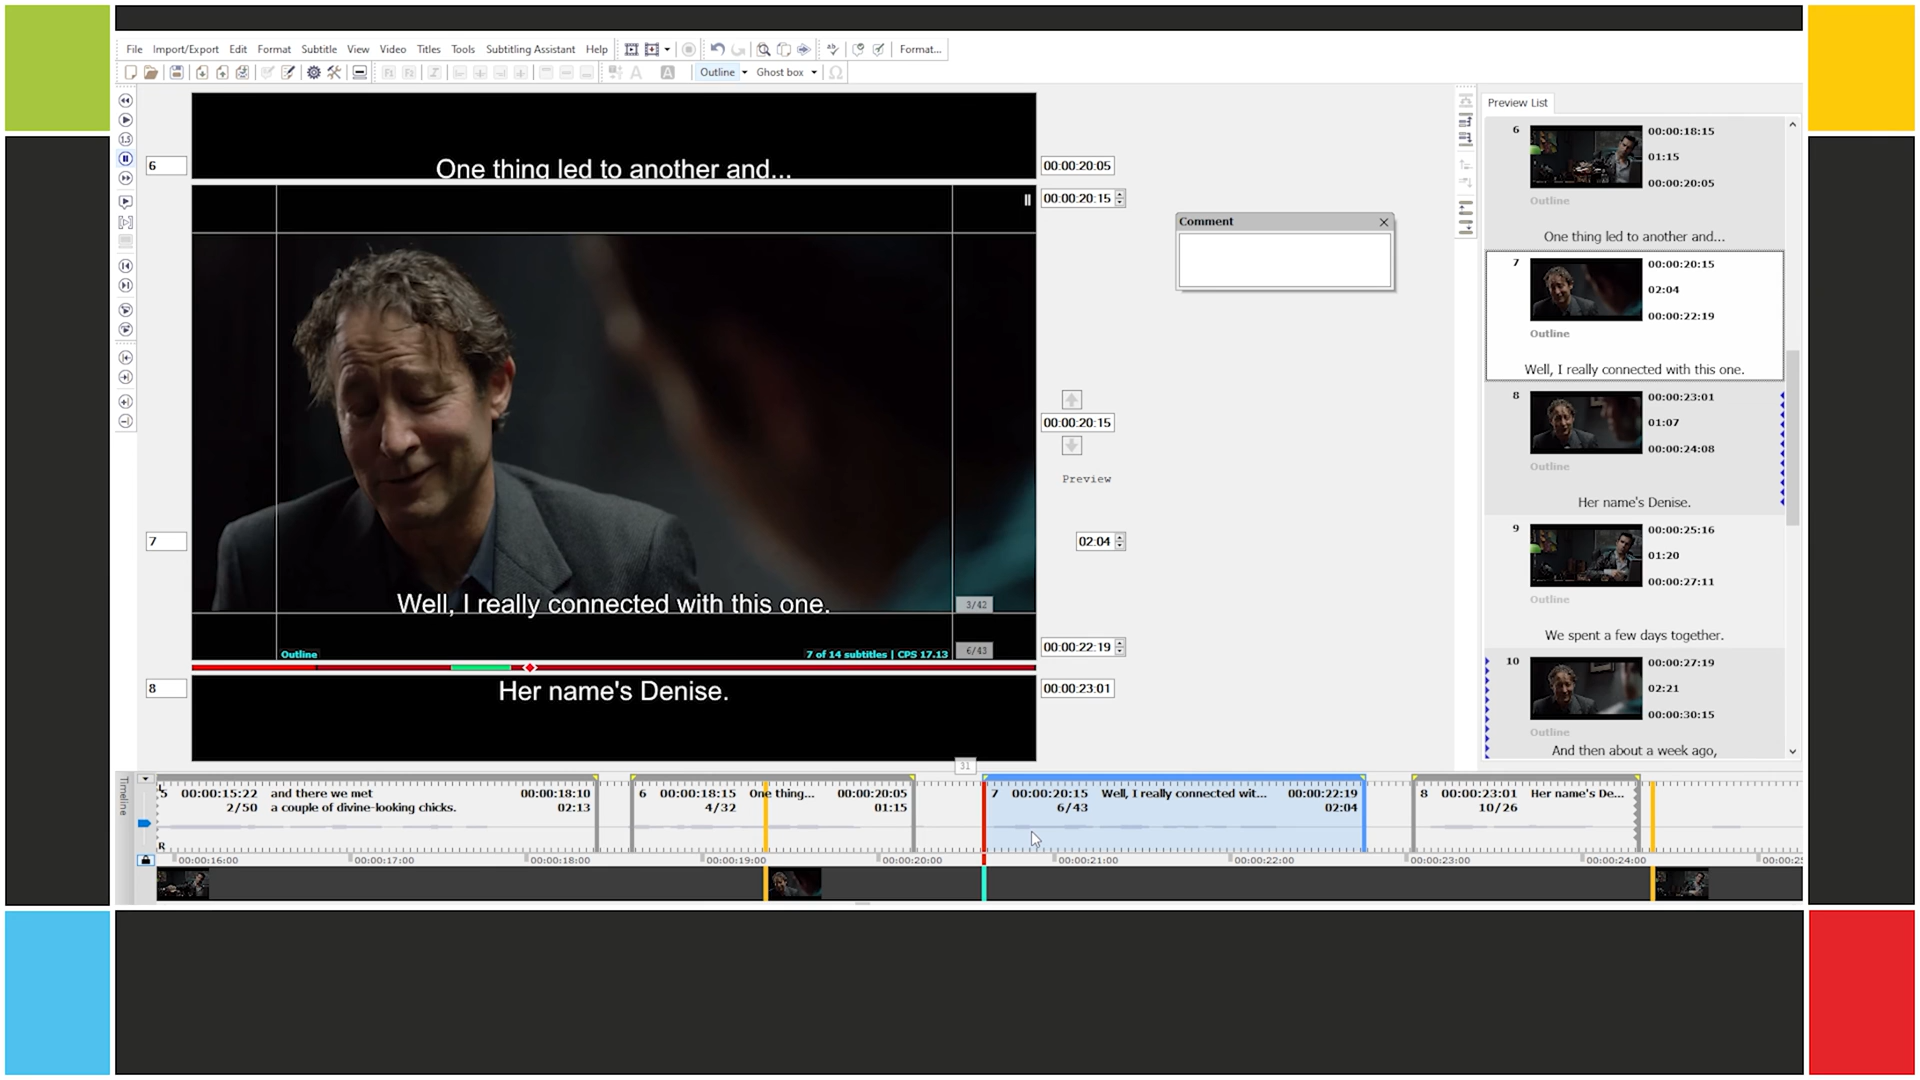 File Import/Export Edit Format Subtitle View Video Titles Tools Subtitling Assistant Help Format...
Outline Ghost box
6
One thing led to another and...
00:00:20:05
00:00:20:15
Comment
00:00:20:15
Preview
7
02:04
Well, I really connected with this one.
3/42
Outline
7 of 14 subtitles | CPS 17.13
6/43
00:00:22:19
8
Her name's Denise.
00:00:23:01
Preview List
6
00:00:18:15
01:15
00:00:20:05
Outline
One thing led to another and...
7
00:00:20:15
02:04
00:00:22:19
Outline
Well, I really connected with this one.
8
00:00:23:01
01:07
00:00:24:08
Outline
Her name's Denise.
9
00:00:25:16
01:20
00:00:27:11
Outline
We spent a few days together.
10
00:00:27:19
02:21
00:00:30:15
Outline
And then about a week ago,
31
Timeline
5 00:00:15:22 and there we met 00:00:18:10
2/50 a couple of divine-looking chicks. 02:13
6 00:00:18:15 One thing... 00:00:20:05
4/32 01:15
7 00:00:20:15 Well, I really connected wit... 00:00:22:19
6/43 02:04
8 00:00:23:01 Her name's De...
10/26
R
00:00:16:00 00:00:17:00 00:00:18:00 00:00:19:00 00:00:20:00 00:00:21:00 00:00:22:00 00:00:23:00 00:00:24:00